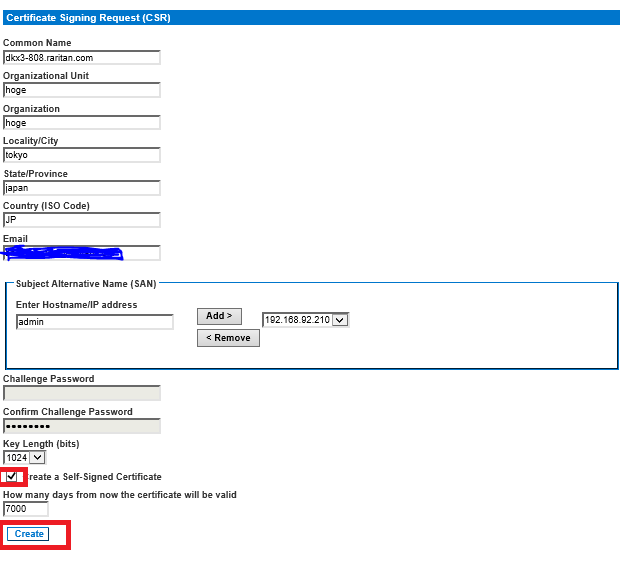 Certificate Signing Request (CSR)
Common Name
dkx3-808.raritan.com
Organizational Unit
hoge
Organization
hoge
Locality/City
tokyo
State/Province
japan
Country (ISO Code)
JP
Email
Subject Alternative Name (SAN)
Enter Hostname/IP address
admin
Add >
192.168.92.210
< Remove
Challenge Password
Confirm Challenge Password
••••••••
Key Length (bits)
1024
reate a Self-Signed Certificate
How many days from now the certificate will be valid
7000
Create